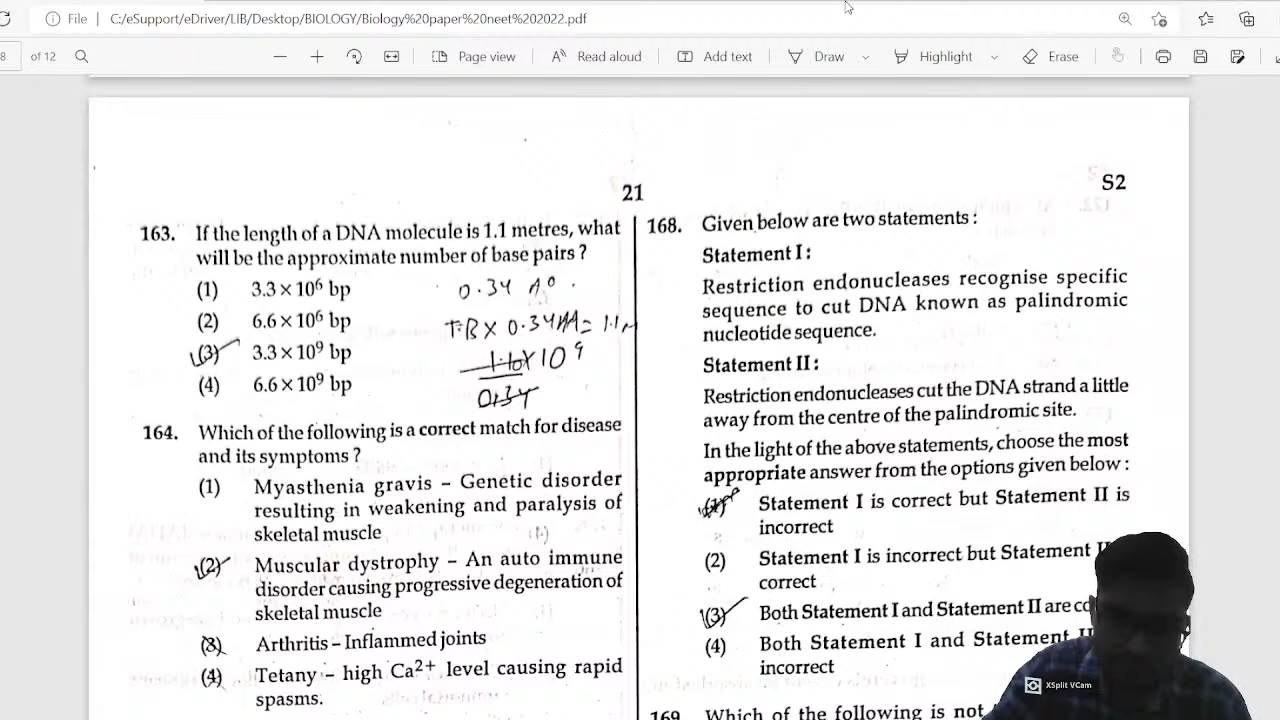 File
C:/eSupport/eDriver/LIB/Desktop/BIOLOGY/Biology%20paper%20neet%202022.pdf
8 of 12
Page view
Read aloud
Add text
Draw
Highlight
Erase
21
S2
163. If the length of a DNA molecule is 1.1 metres, what
will be the approximate number of base pairs ?
(1) 3.3 × 10⁶ bp
(2) 6.6 × 10⁶ bp
(3) 3.3 × 10⁹ bp
(4) 6.6 × 10⁹ bp
0.34 A⁰
× 0.34 = 1.1
× 10⁹
0.34
164. Which of the following is a correct match for disease
and its symptoms ?
(1) Myasthenia gravis – Genetic disorder
resulting in weakening and paralysis of
skeletal muscle
(2) Muscular dystrophy – An auto immune
disorder causing progressive degeneration of
skeletal muscle
(3) Arthritis – Inflammed joints
(4) Tetany – high Ca²⁺ level causing rapid
spasms.
168. Given below are two statements :
Statement I :
Restriction endonucleases recognise specific
sequence to cut DNA known as palindromic
nucleotide sequence.
Statement II :
Restriction endonucleases cut the DNA strand a little
away from the centre of the palindromic site.
In the light of the above statements, choose the most
appropriate answer from the options given below :
(1) Statement I is correct but Statement II is
incorrect
(2) Statement I is incorrect but Statement
correct
(3) Both Statement I and Statement II are
(4) Both Statement I and Statement
incorrect
169. Which of the following is not
XSplit VCam